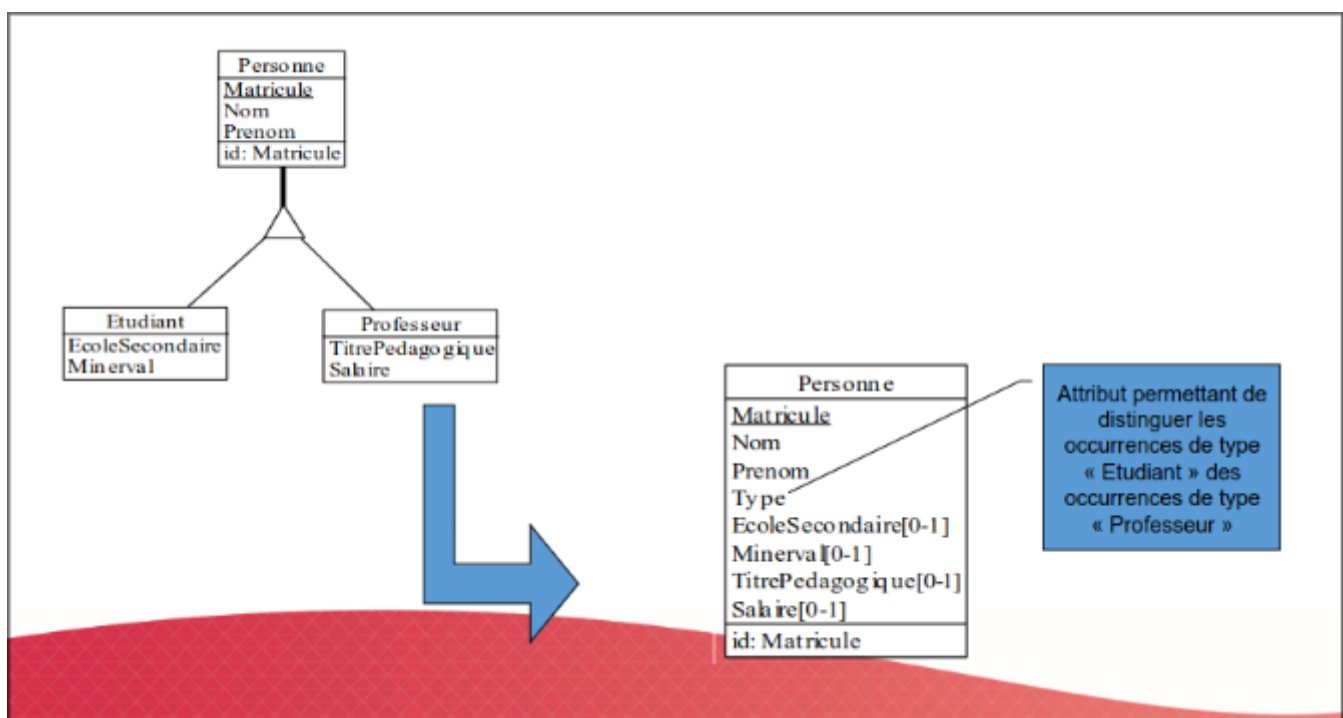 Personne
Matricule
Nom
Prenom
id: Matricule
Etudiant
EcoleSecondaire
Minerval
Professeur
TitrePedagogique
Salaire
Personne
Matricule
Nom
Prenom
Type
EcoleSecondaire[0-1]
Minerval[0-1]
TitrePedagogique[0-1]
Salaire[0-1]
id: Matricule
Attribut permettant de
distinguer les
occurrences de type
« Etudiant » des
occurrences de type
« Professeur »